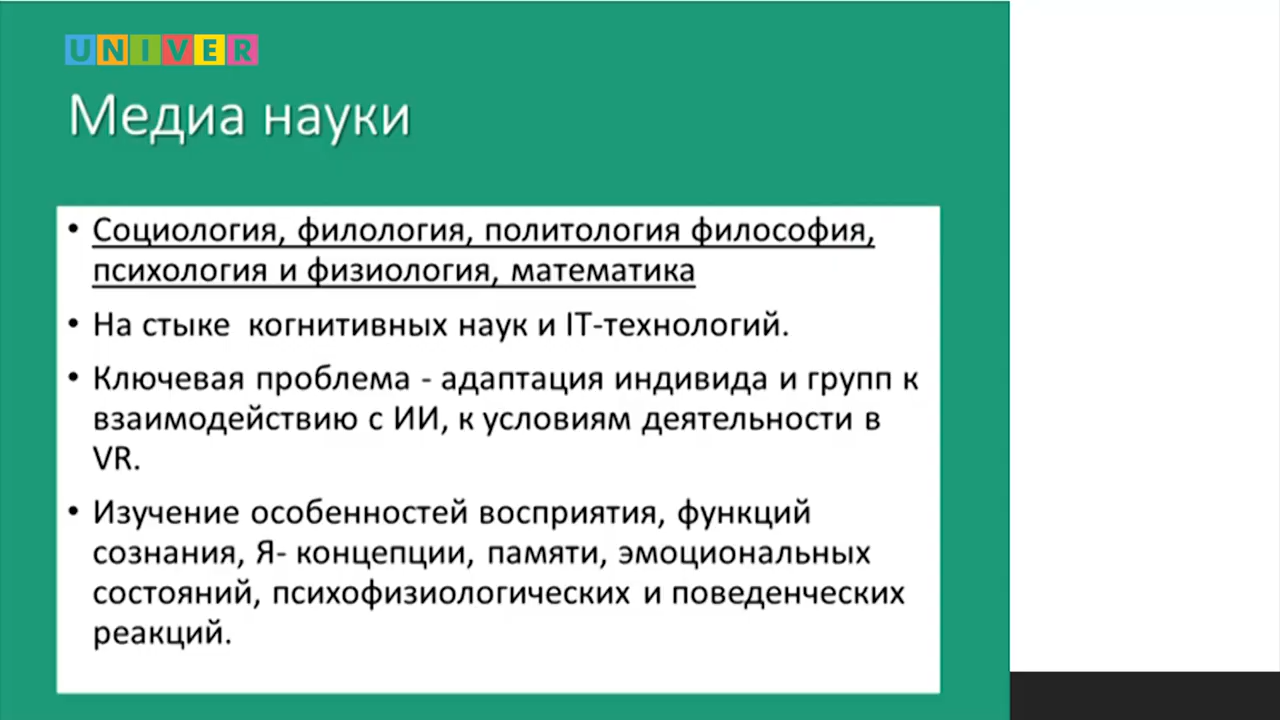 UNIVER
Медиа науки
• Социология, филология, политология философия,
психология и физиология, математика
• На стыке когнитивных наук и IT-технологий.
• Ключевая проблема - адаптация индивида и групп к
взаимодействию с ИИ, к условиям деятельности в
VR.
• Изучение особенностей восприятия, функций
сознания, Я- концепции, памяти, эмоциональных
состояний, психофизиологических и поведенческих
реакций.